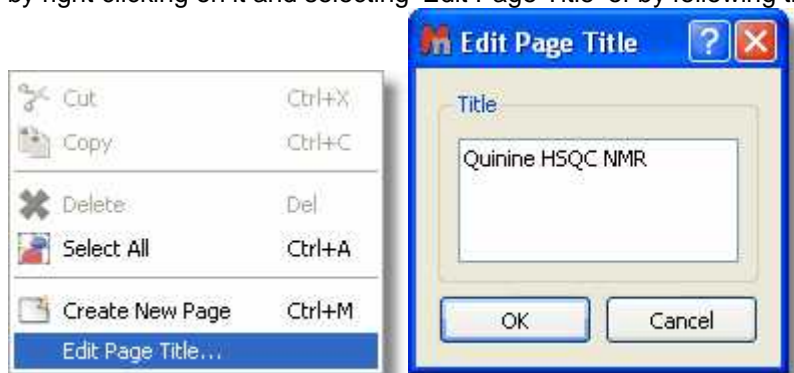 by right clicking on it and selecting 'Edit Page Title' or by following t
Edit Page Title
Cut Ctrl+X
Copy Ctrl+C
Delete Del
Select All Ctrl+A
Create New Page Ctrl+M
Edit Page Title...
Title
Quinine HSQC NMR
OK Cancel